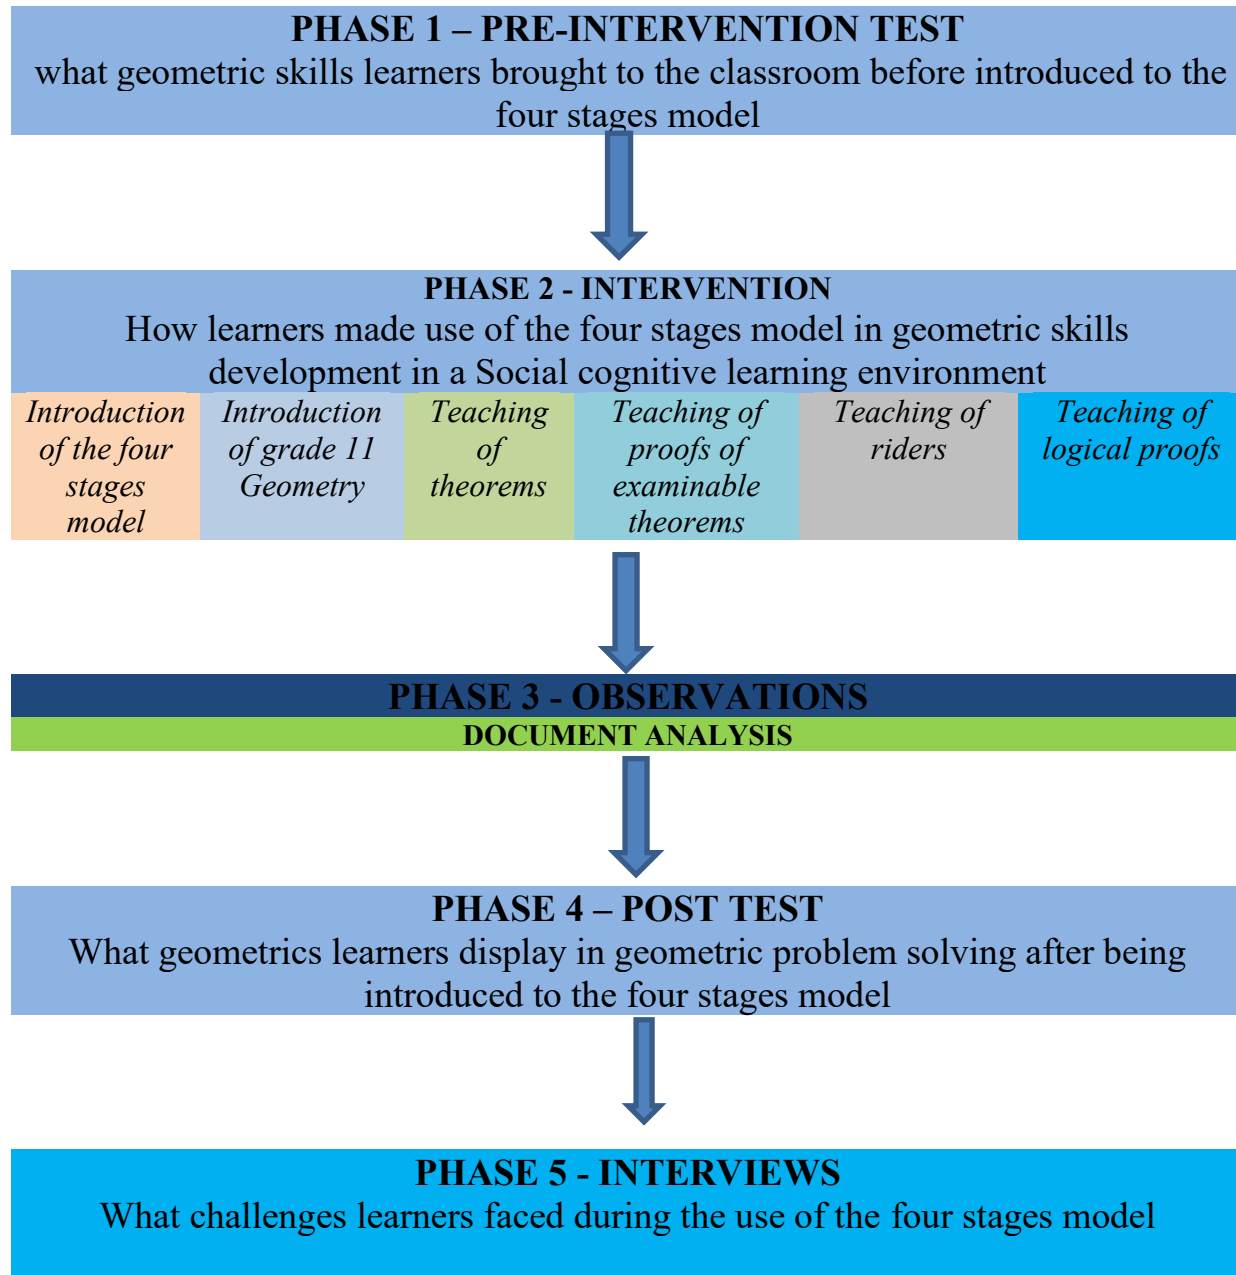 PHASE 1 – PRE-INTERVENTION TEST
what geometric skills learners brought to the classroom before introduced to the
four stages model
PHASE 2 - INTERVENTION
How learners made use of the four stages model in geometric skills
development in a Social cognitive learning environment
Introduction
of the four
stages
model
Introduction
of grade 11
Geometry
Teaching
of
theorems
Teaching of
proofs of
examinable
theorems
Teaching of
riders
Teaching of
logical proofs
PHASE 3 - OBSERVATIONS
DOCUMENT ANALYSIS
PHASE 4 – POST TEST
What geometrics learners display in geometric problem solving after being
introduced to the four stages model
PHASE 5 - INTERVIEWS
What challenges learners faced during the use of the four stages model